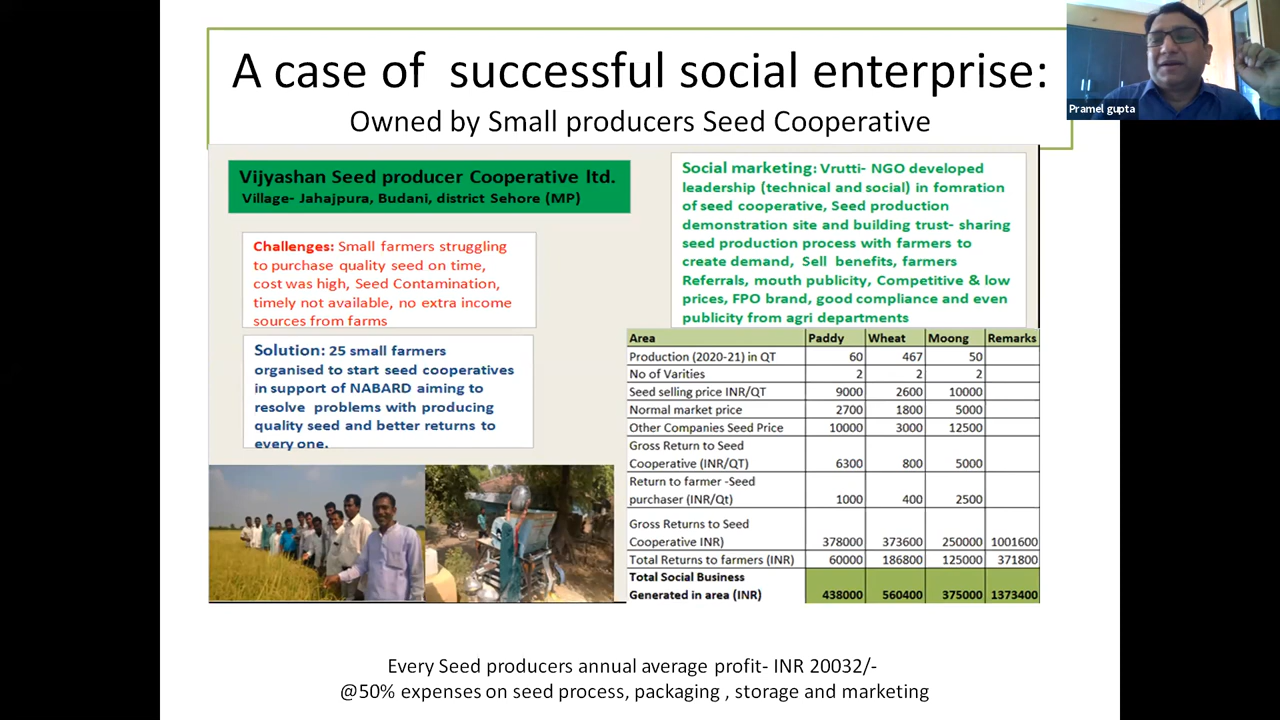 A case of successful social enterprise:
Owned by Small producers Seed Cooperative
Pramel gupta
Vijyashan Seed producer Cooperative ltd.
Village- Jahajpura, Budani, district Sehore (MP)
Challenges: Small farmers struggling
to purchase quality seed on time,
cost was high, Seed Contamination,
timely not available, no extra income
sources from farms
Solution: 25 small farmers
organised to start seed cooperatives
in support of NABARD aiming to
resolve problems with producing
quality seed and better returns to
every one.
Social marketing: Vrutti- NGO developed
leadership (technical and social) in fomration
of seed cooperative, Seed production
demonstration site and building trust- sharing
seed production process with farmers to
create demand, Sell benefits, farmers
Referrals, mouth publicity, Competitive & low
prices, FPO brand, good compliance and even
publicity from agri departments
Area Paddy Wheat Moong Remarks
Production (2020-21) in QT 60 467 50
No of Varities 2 2 2
Seed selling price INR/QT 9000 2600 10000
Normal market price 2700 1800 5000
Other Companies Seed Price 10000 3000 12500
Gross Return to Seed
Cooperative (INR/QT) 6300 800 5000
Return to farmer -Seed
purchaser (INR/Qt) 1000 400 2500
Gross Returns to Seed
Cooperative INR) 378000 373600 250000 1001600
Total Returns to farmers (INR) 60000 186800 125000 371800
Total Social Business
Generated in area (INR) 438000 560400 375000 1373400
Every Seed producers annual average profit- INR 20032/-
@50% expenses on seed process, packaging , storage and marketing